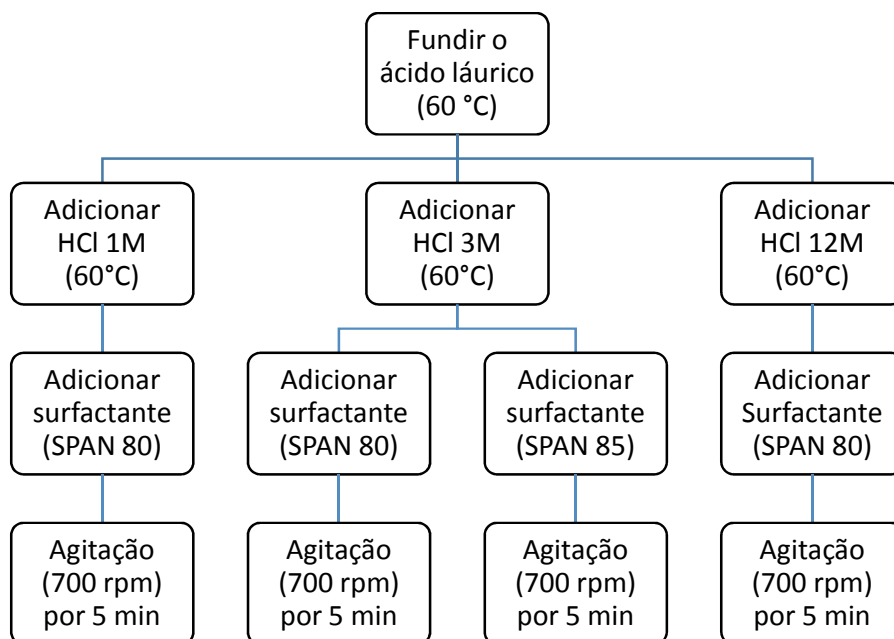 Fundir o
ácido láurico
(60 °C)
Adicionar
HCl 1M
(60°C)
Adicionar
HCl 3M
(60°C)
Adicionar
HCl 12M
(60°C)
Adicionar
surfactante
(SPAN 80)
Adicionar
surfactante
(SPAN 80)
Adicionar
surfactante
(SPAN 85)
Adicionar
Surfactante
(SPAN 80)
Agitação
(700 rpm)
por 5 min
Agitação
(700 rpm)
por 5 min
Agitação
(700 rpm)
por 5 min
Agitação
(700 rpm)
por 5 min